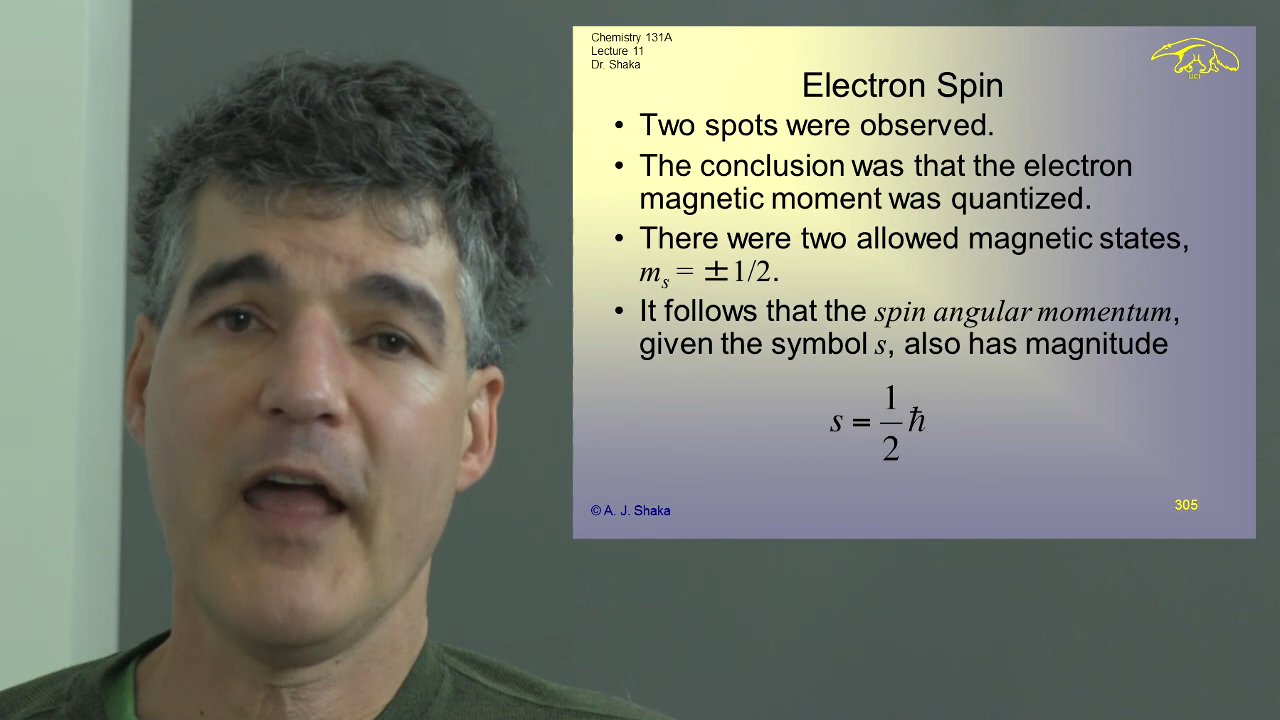 Chemistry 131A
Lecture 11
Dr. Shaka
UCI
Electron Spin
• Two spots were observed.
• The conclusion was that the electron
magnetic moment was quantized.
• There were two allowed magnetic states,
mₛ = ±1/2.
• It follows that the spin angular momentum,
given the symbol s, also has magnitude
s = 1/2 ℏ
© A. J. Shaka
305